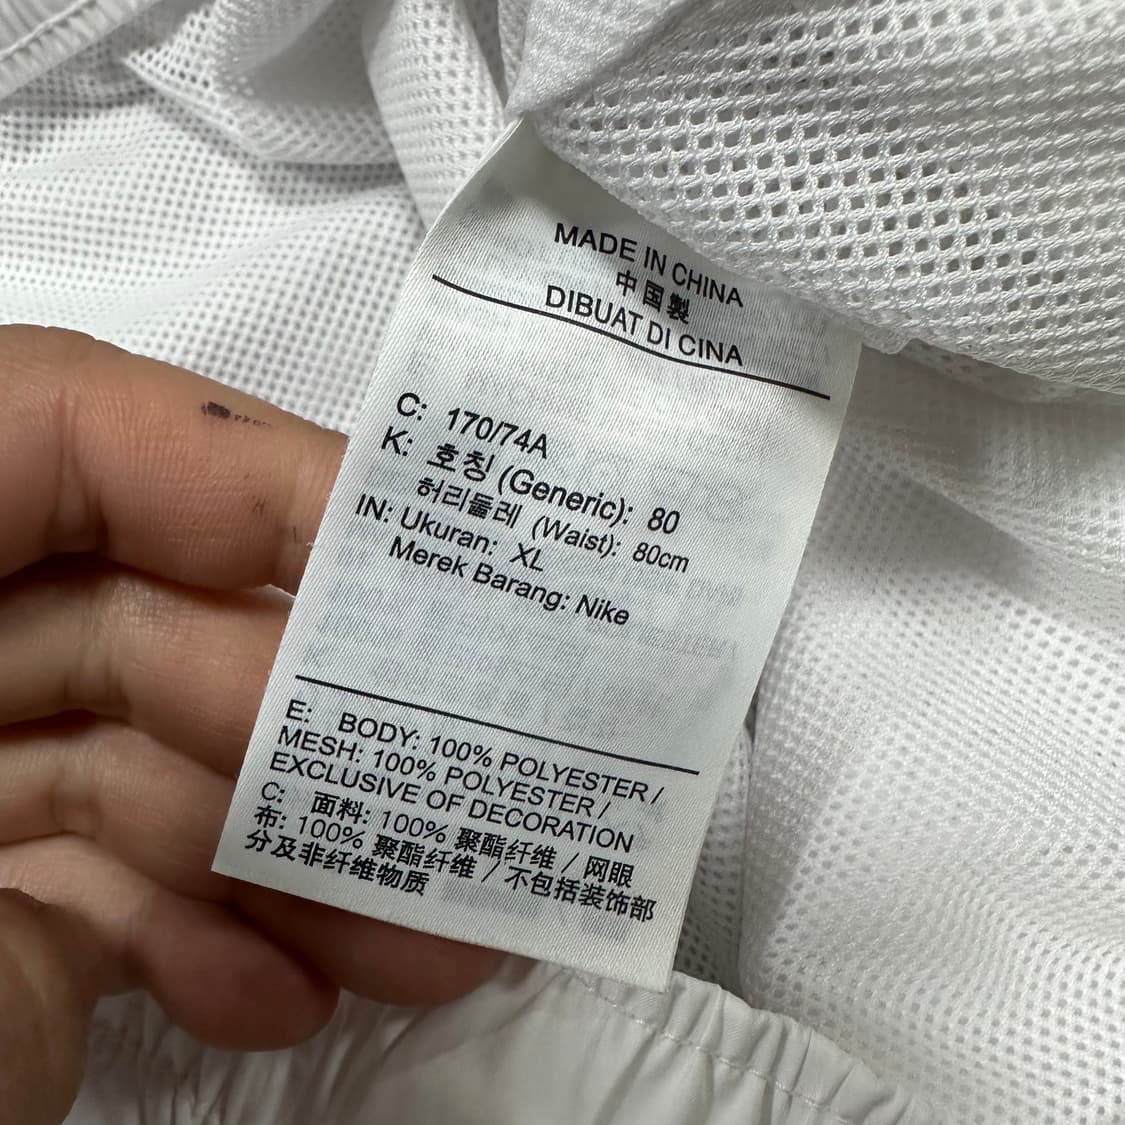 MADE IN CHINA
中国製
DIBUAT DI CINA
C: 170/74A
K: 호칭 (Generic): 80
허리둘레 (Waist): 80cm
IN: Ukuran: XL
Merek Barang: Nike
E: BODY: 100% POLYESTER /
MESH: 100% POLYESTER /
EXCLUSIVE OF DECORATION
C: 面料: 100% 聚酯纤维 / 网眼
布: 100% 聚酯纤维 / 不包括装饰部
分及非纤维物质